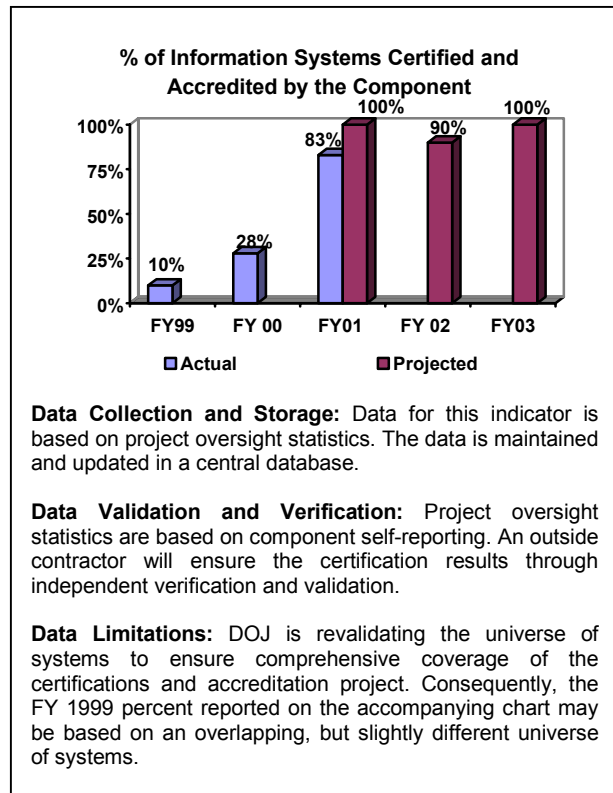 % of Information Systems Certified and
Accredited by the Component
100%
75%
50%
25%
0%
10%
28%
83%
100%
90%
100%
FY99 FY 00 FY01 FY 02 FY03
Actual Projected
Data Collection and Storage: Data for this indicator is
based on project oversight statistics. The data is maintained
and updated in a central database.
Data Validation and Verification: Project oversight
statistics are based on component self-reporting. An outside
contractor will ensure the certification results through
independent verification and validation.
Data Limitations: DOJ is revalidating the universe of
systems to ensure comprehensive coverage of the
certifications and accreditation project. Consequently, the
FY 1999 percent reported on the accompanying chart may
be based on an overlapping, but slightly different universe
of systems.